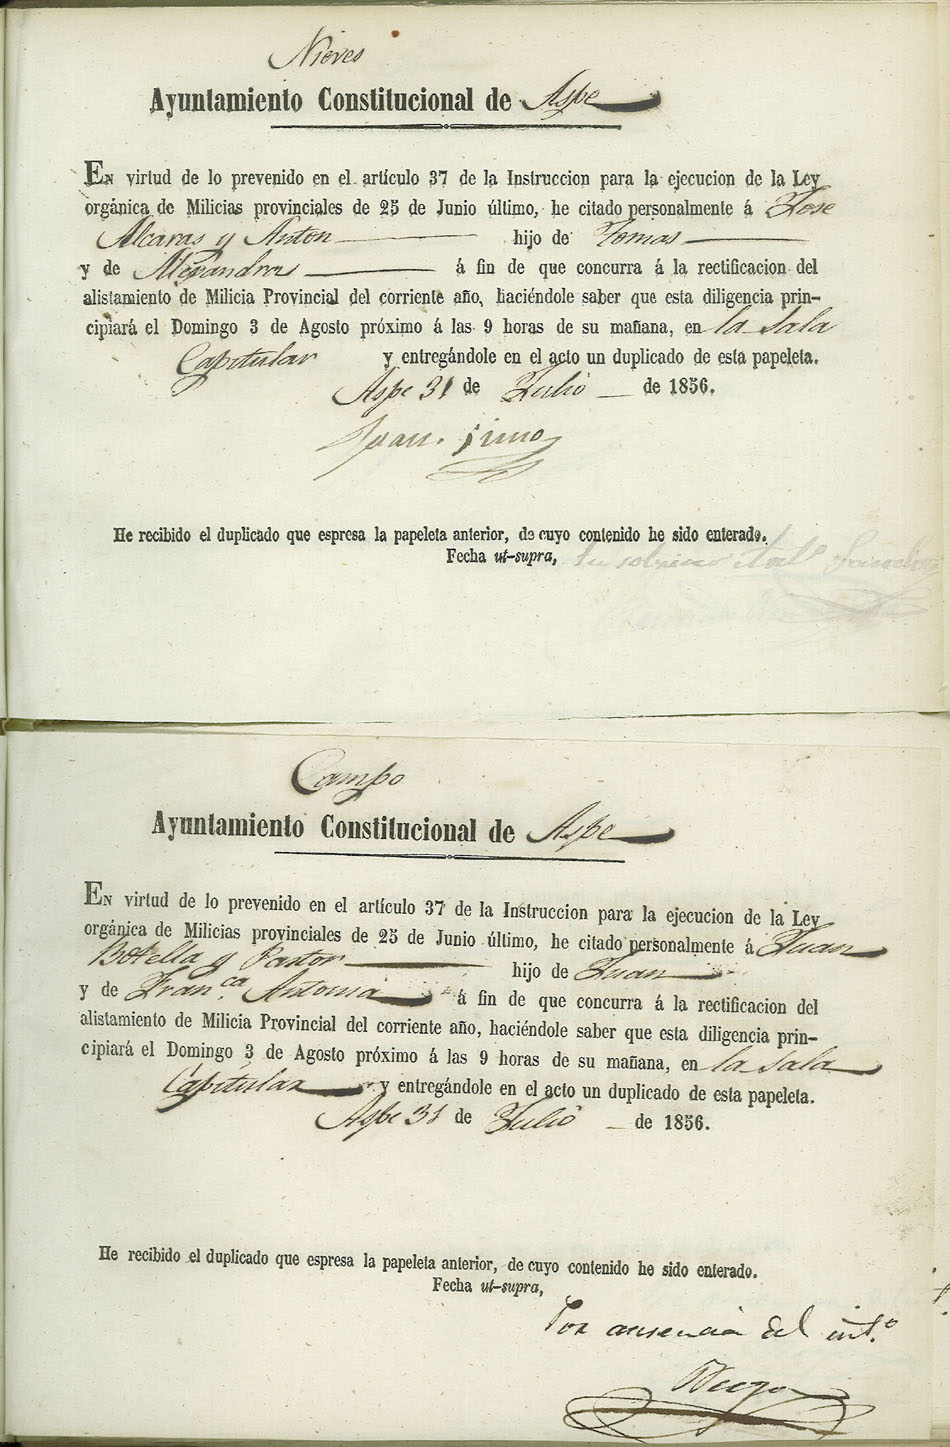 Nieves
Ayuntamiento Constitucional de Aspe
En virtud de lo prevenido en el artículo 37 de la Instruccion para la ejecucion de la Ley
orgánica de Milicias provinciales de 25 de Junio último, he citado personalmente á Jose
Alcaras y Anton hijo de Tomas
y de Alejandra á fin de que concurra á la rectificacion del
alistamiento de Milicia Provincial del corriente año, haciéndole saber que esta diligencia prin-
cipiará el Domingo 3 de Agosto próximo á las 9 horas de su mañana, en la sala
Capitular y entregándole en el acto un duplicado de esta papeleta.
Aspe 31 de Julio de 1856.
Juan
He recibido el duplicado que espresa la papeleta anterior, de cuyo contenido he sido enterado.
Fecha ut-supra,
Campo
Ayuntamiento Constitucional de Aspe
En virtud de lo prevenido en el artículo 37 de la Instruccion para la ejecucion de la Ley
orgánica de Milicias provinciales de 25 de Junio último, he citado personalmente á Juan
Botella y Pastor hijo de Juan
y de Fran.ca Antonia á fin de que concurra á la rectificacion del
alistamiento de Milicia Provincial del corriente año, haciéndole saber que esta diligencia prin-
cipiará el Domingo 3 de Agosto próximo á las 9 horas de su mañana, en la sala
Capitular y entregándole en el acto un duplicado de esta papeleta.
Aspe 31 de Julio de 1856.
He recibido el duplicado que espresa la papeleta anterior, de cuyo contenido he sido enterado.
Fecha ut-supra,
Por ausencia del int.o